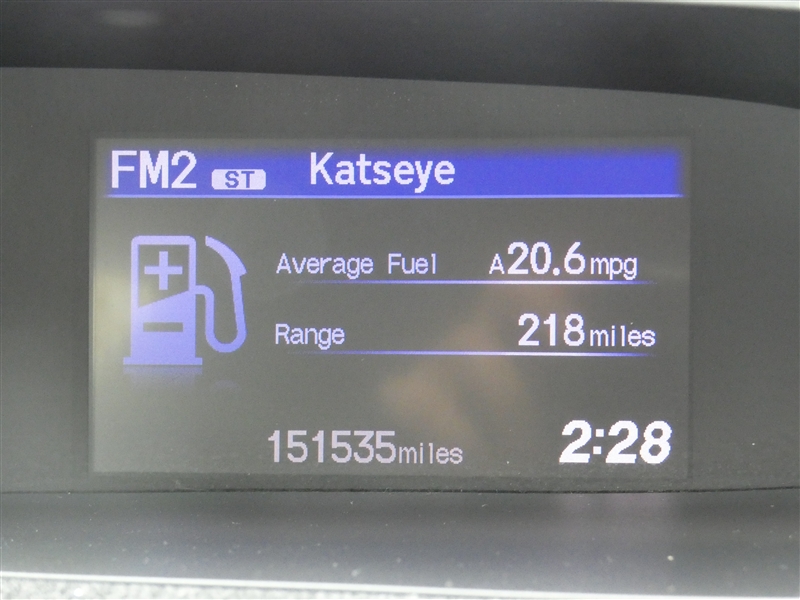 FM2 ST Katseye
Average Fuel A20.6mpg
Range 218miles
151535miles 2:28